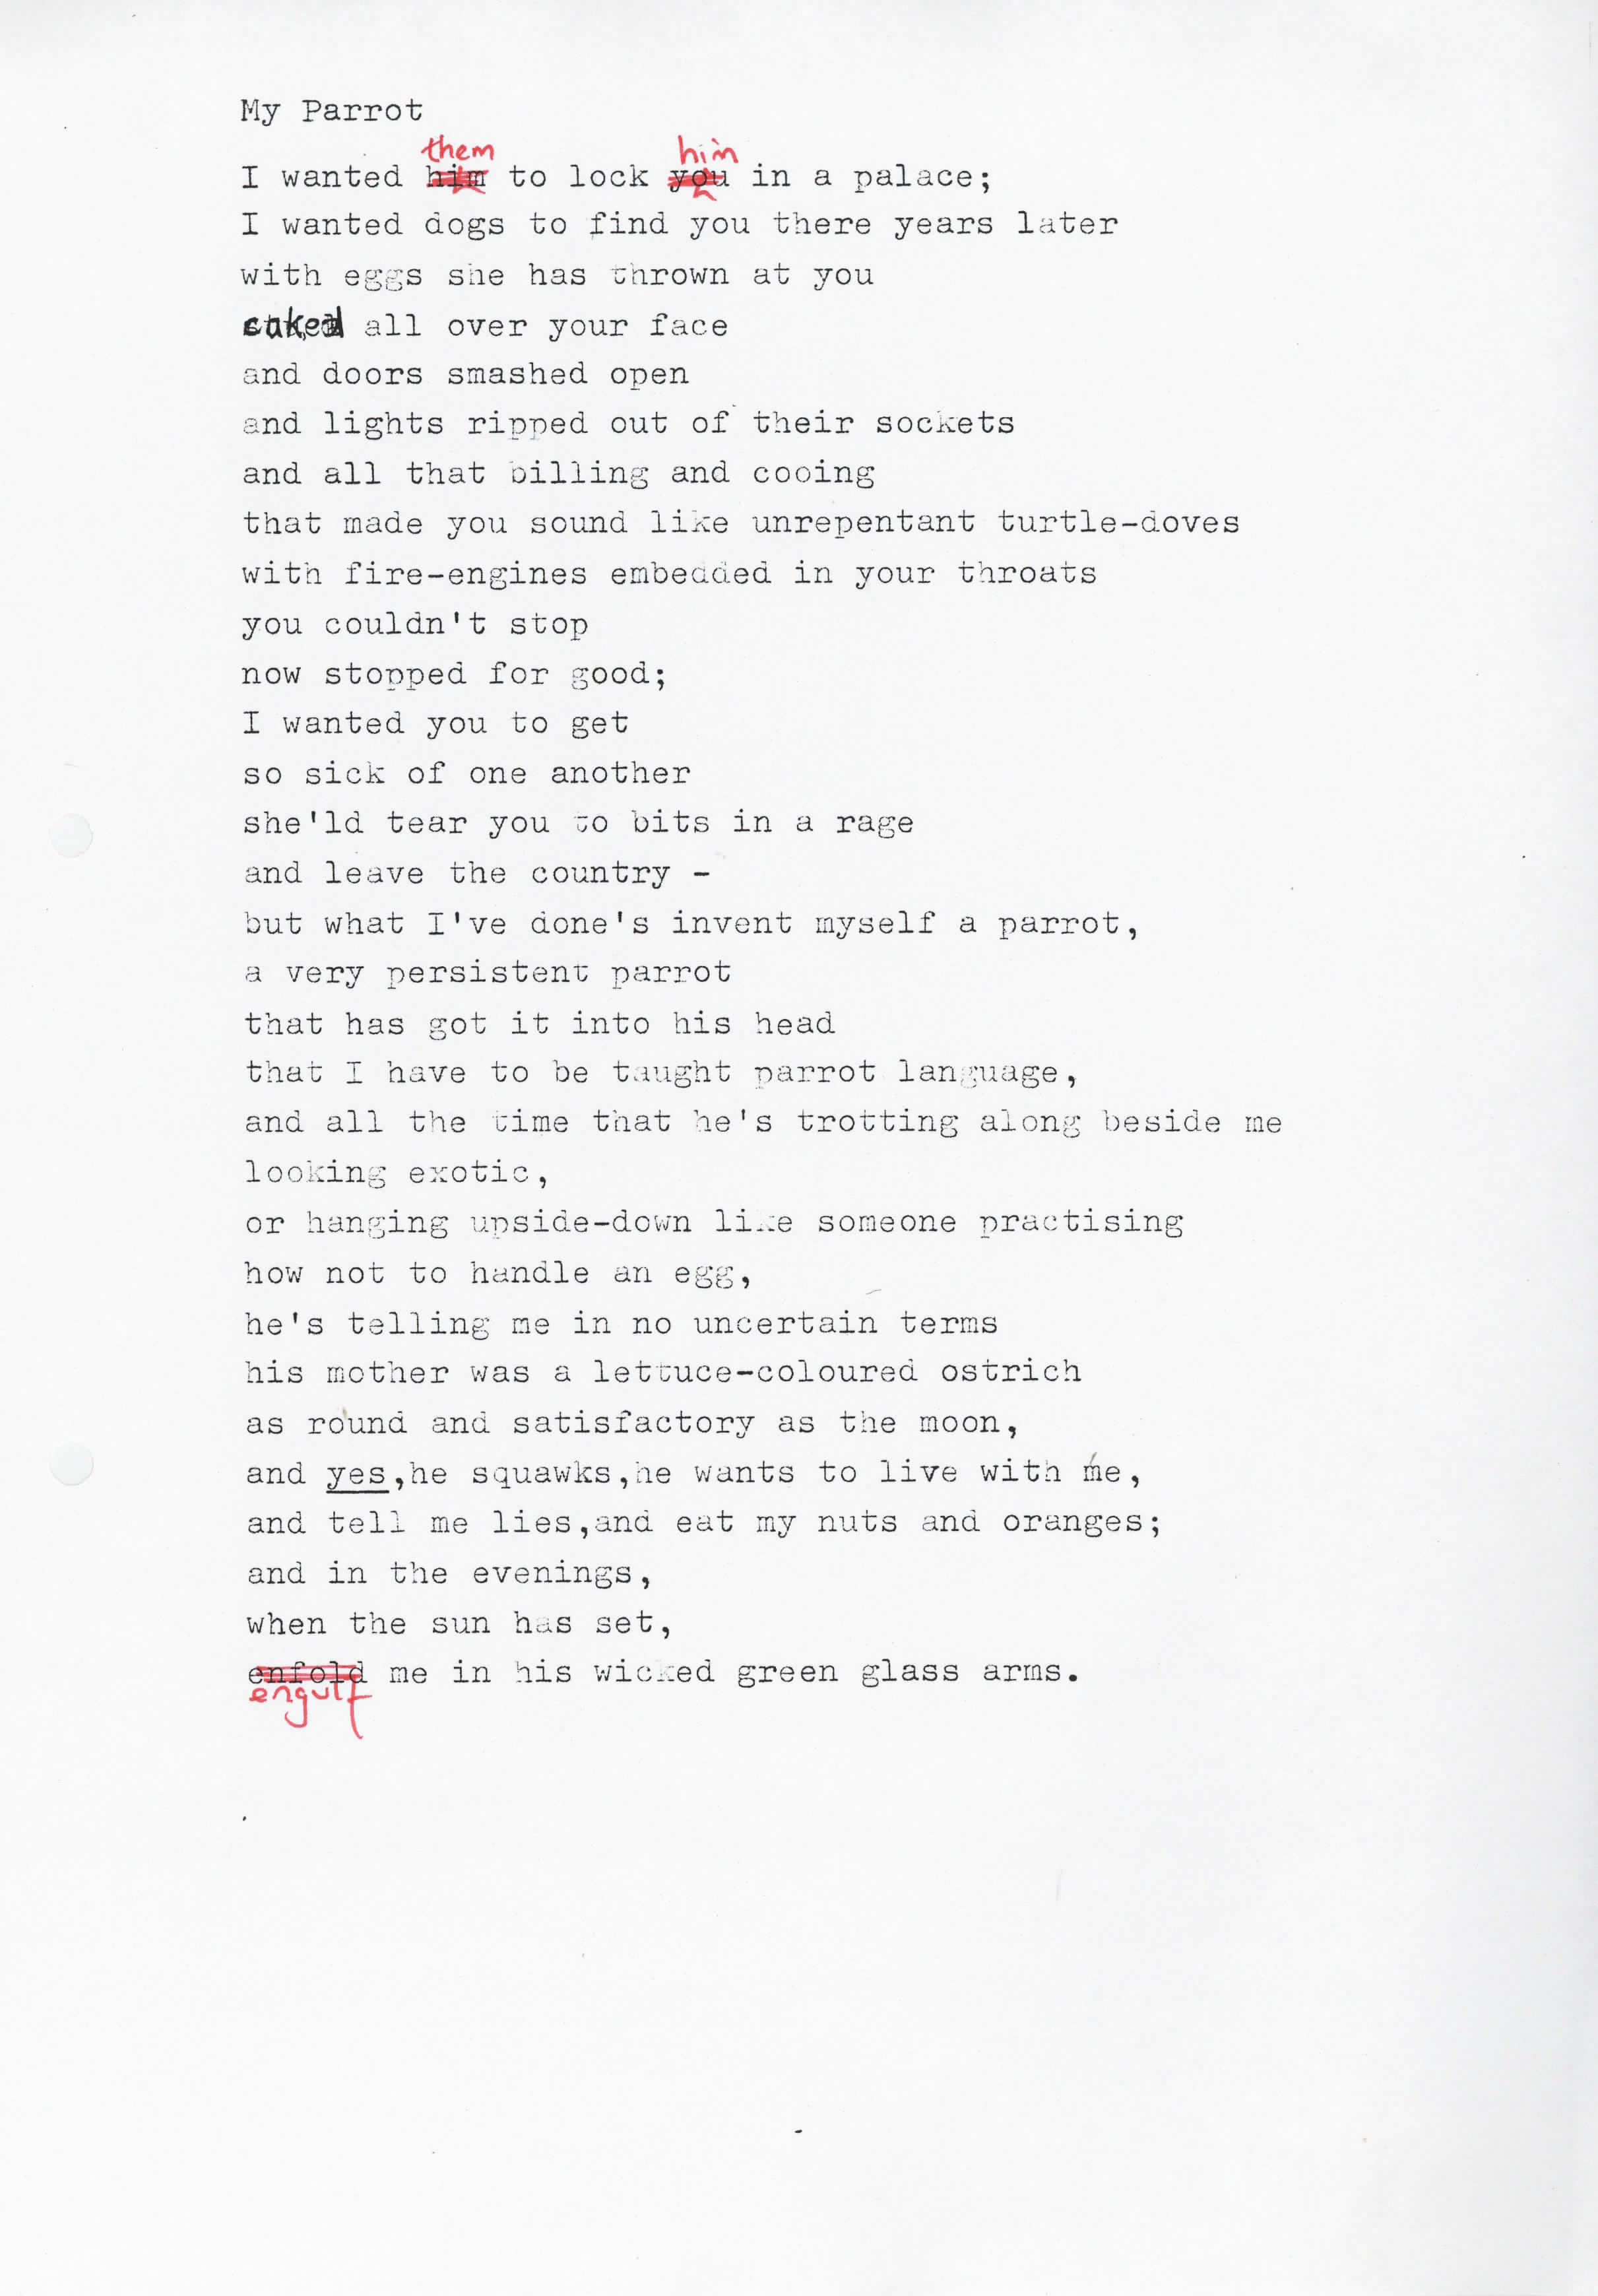 My Parrot
them him
I wanted him to lock you in a palace;
I wanted dogs to find you there years later
with eggs she has thrown at you
caked all over your face
and doors smashed open
and lights ripped out of their sockets
and all that billing and cooing
that made you sound like unrepentant turtle-doves
with fire-engines embedded in your throats
you couldn't stop
now stopped for good;
I wanted you to get
so sick of one another
she'ld tear you to bits in a rage
and leave the country -
but what I've done's invent myself a parrot,
a very persistent parrot
that has got it into his head
that I have to be taught parrot language,
and all the time that he's trotting along beside me
looking exotic,
or hanging upside-down like someone practising
how not to handle an egg,
he's telling me in no uncertain terms
his mother was a lettuce-coloured ostrich
as round and satisfactory as the moon,
and yes,he squawks,he wants to live with me,
and tell me lies,and eat my nuts and oranges;
and in the evenings,
when the sun has set,
enfold me in his wicked green glass arms.
engulf